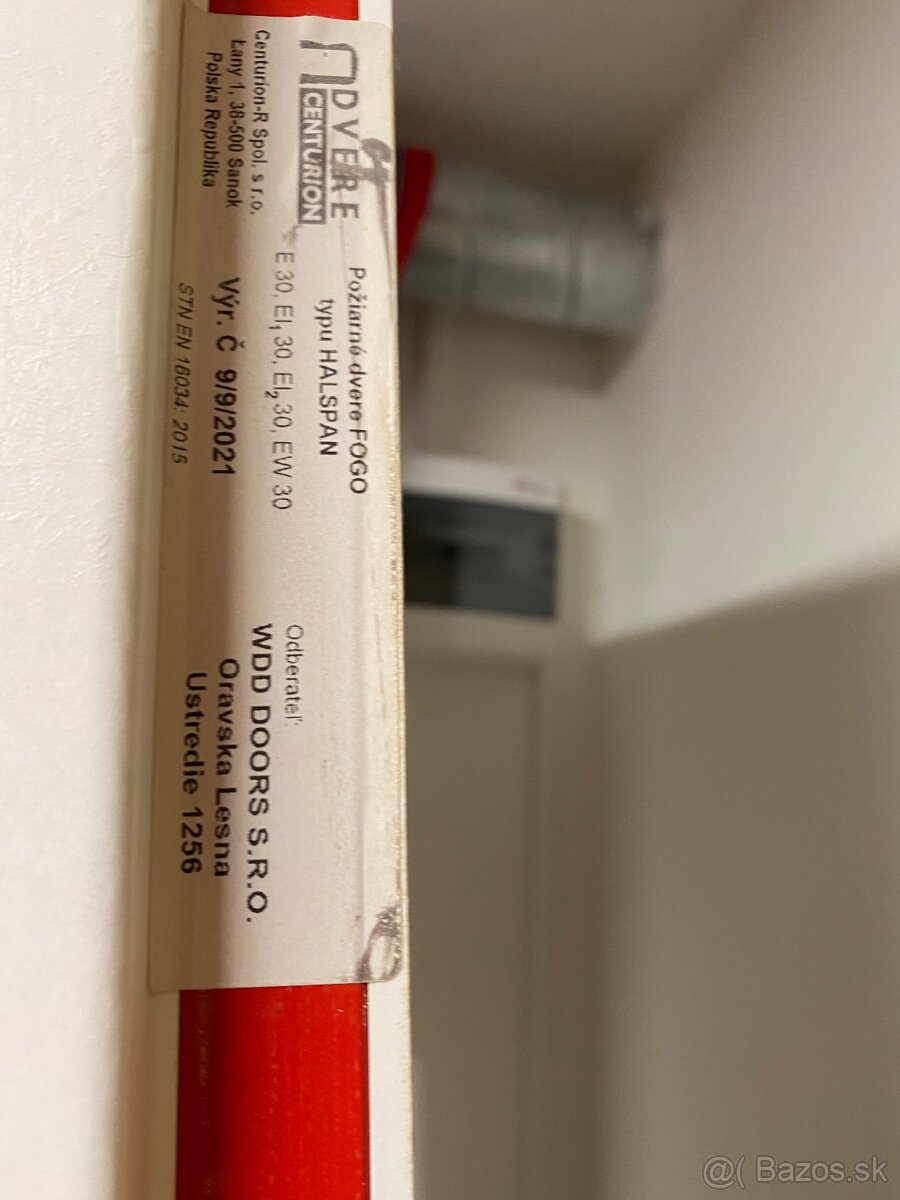 DVERE
CENTURION
Centurion-R Spol. s r.o.
Łany 1, 38-500 Sanok
Polska Republika
Požiarné dvere FOGO
typu HALSPAN
E 30, EI₁ 30, EI₂ 30, EW 30
Výr. Č 9/9/2021
STN EN 16034: 2015
Odberateľ:
WDD DOORS S.R.O.
Oravska Lesna
Ustredie 1256
@( Bazos.sk